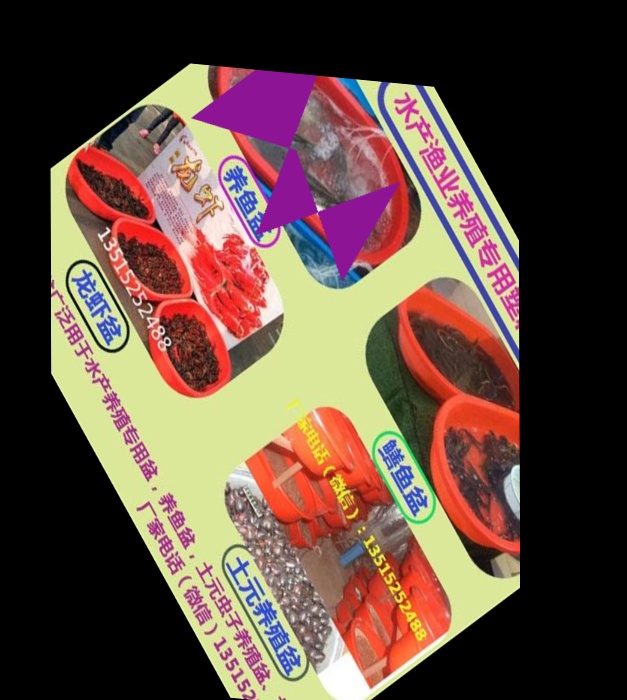 水产渔业养殖专用塑
养鱼盆
龙虾
13515252488
龙虾盆
鳝鱼盆
家电话（微信）：13515252488
土元养殖盆
广泛用于水产养殖专用盆，养鱼盆，土元虫子养殖盆、
厂家电话（微信）135152